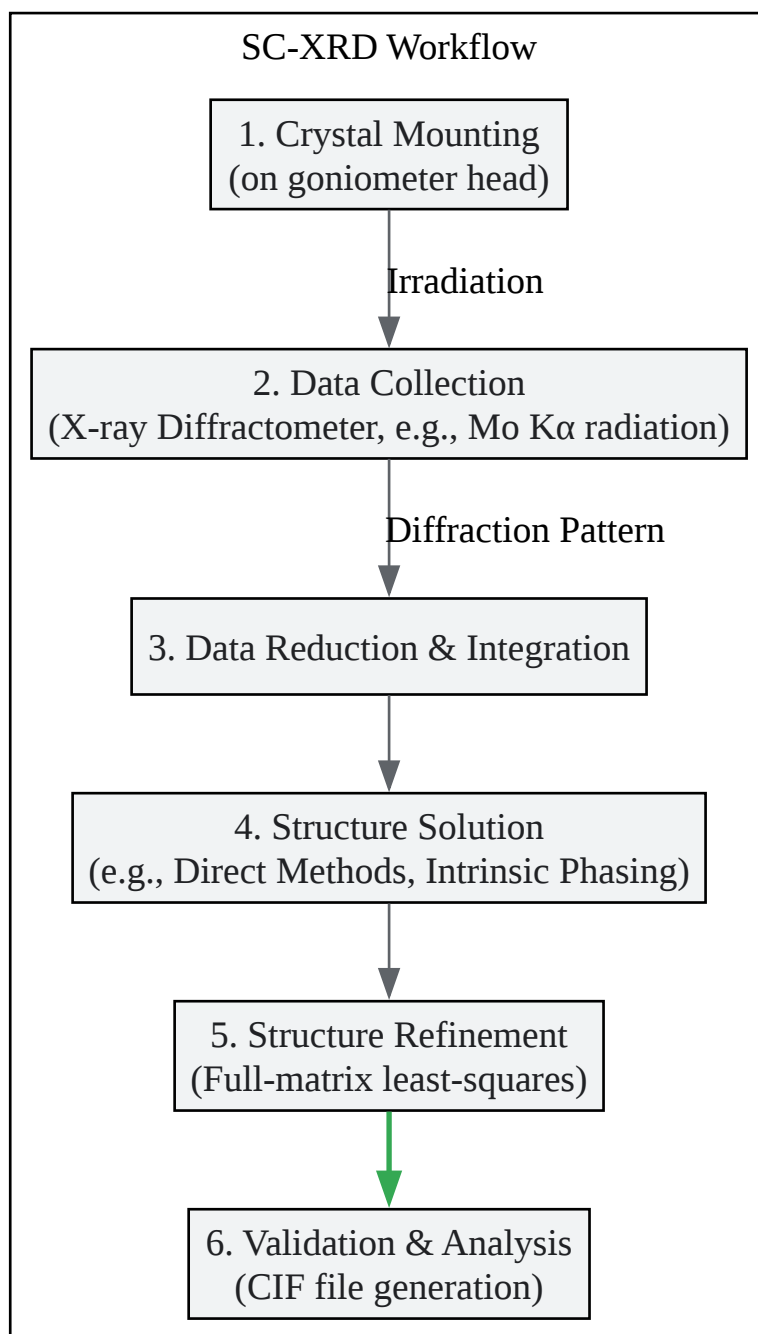 SC-XRD Workflow
1. Crystal Mounting
(on goniometer head)
Irradiation
2. Data Collection
(X-ray Diffractometer, e.g., Mo Kα radiation)
Diffraction Pattern
3. Data Reduction & Integration
4. Structure Solution
(e.g., Direct Methods, Intrinsic Phasing)
5. Structure Refinement
(Full-matrix least-squares)
6. Validation & Analysis
(CIF file generation)